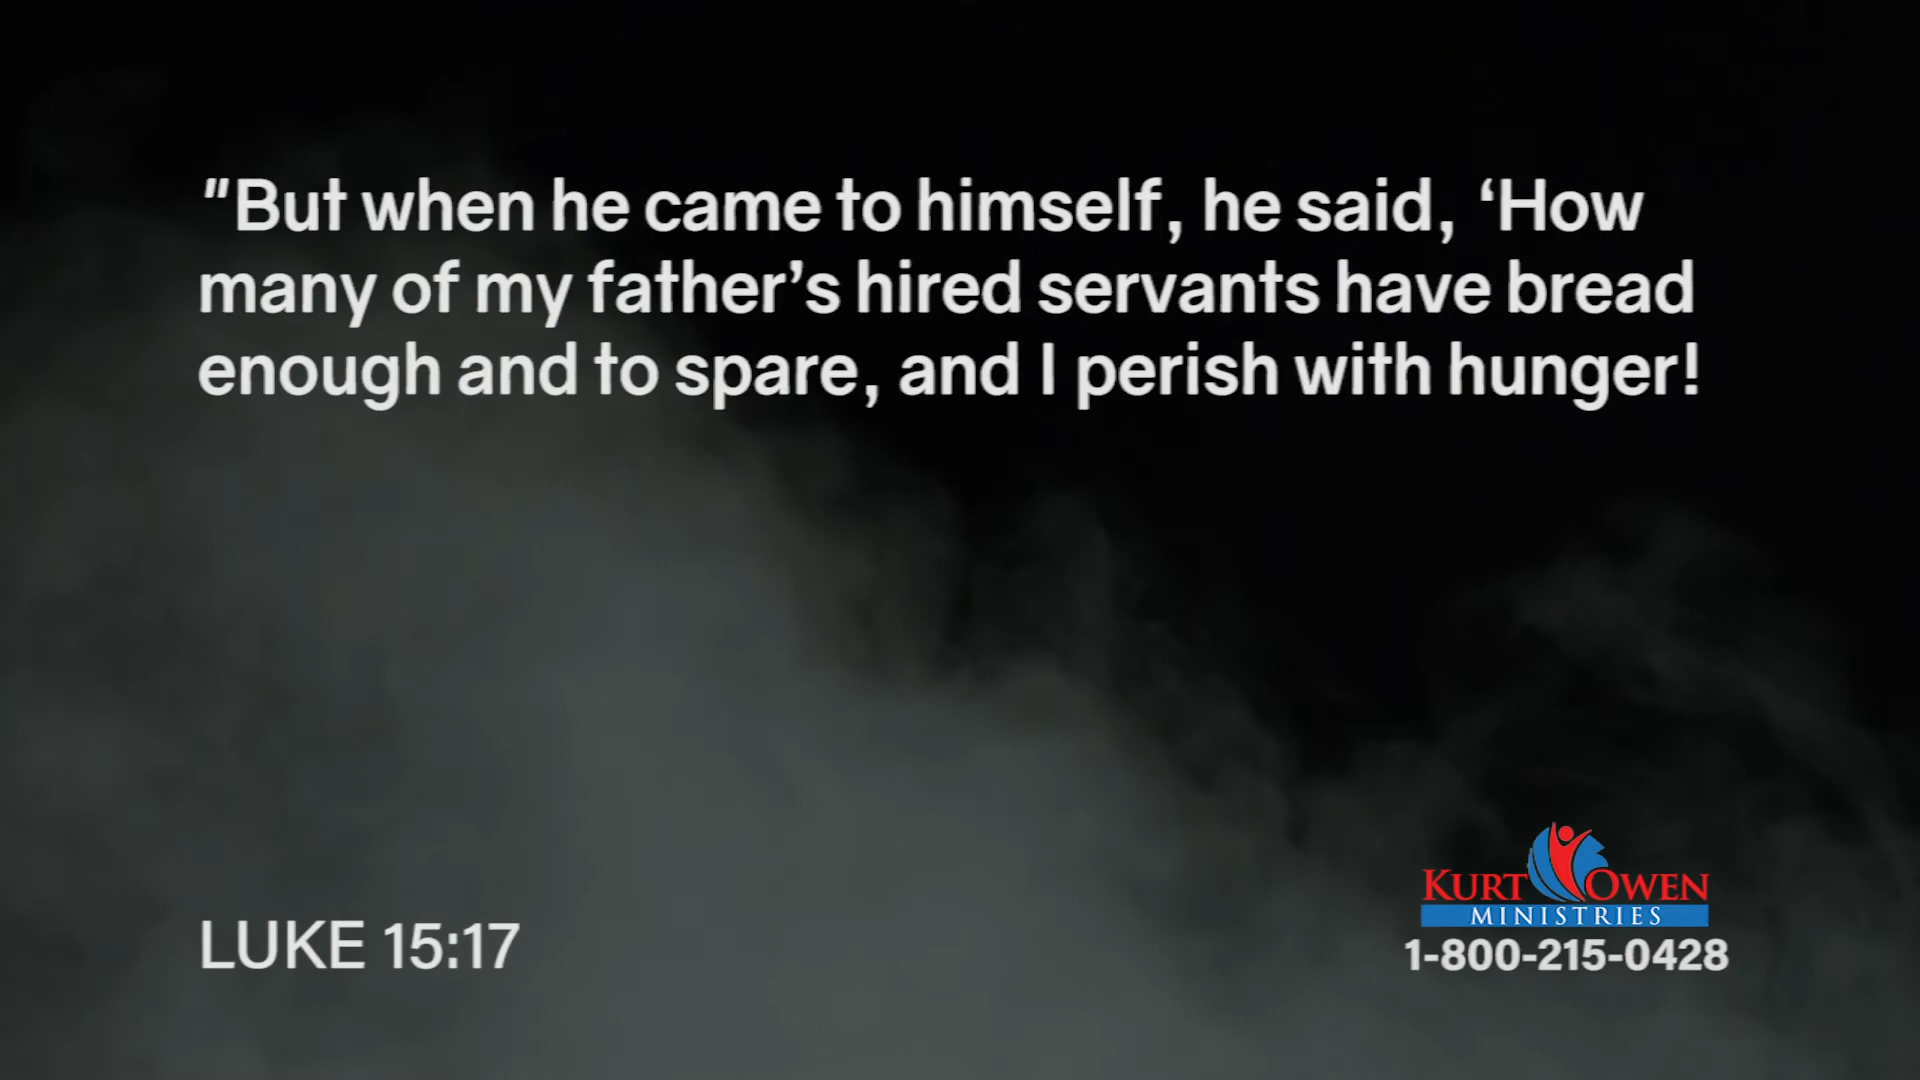 "But when he came to himself, he said, ‘How
many of my father’s hired servants have bread
enough and to spare, and I perish with hunger!
LUKE 15:17
KURT OWEN
MINISTRIES
1-800-215-0428